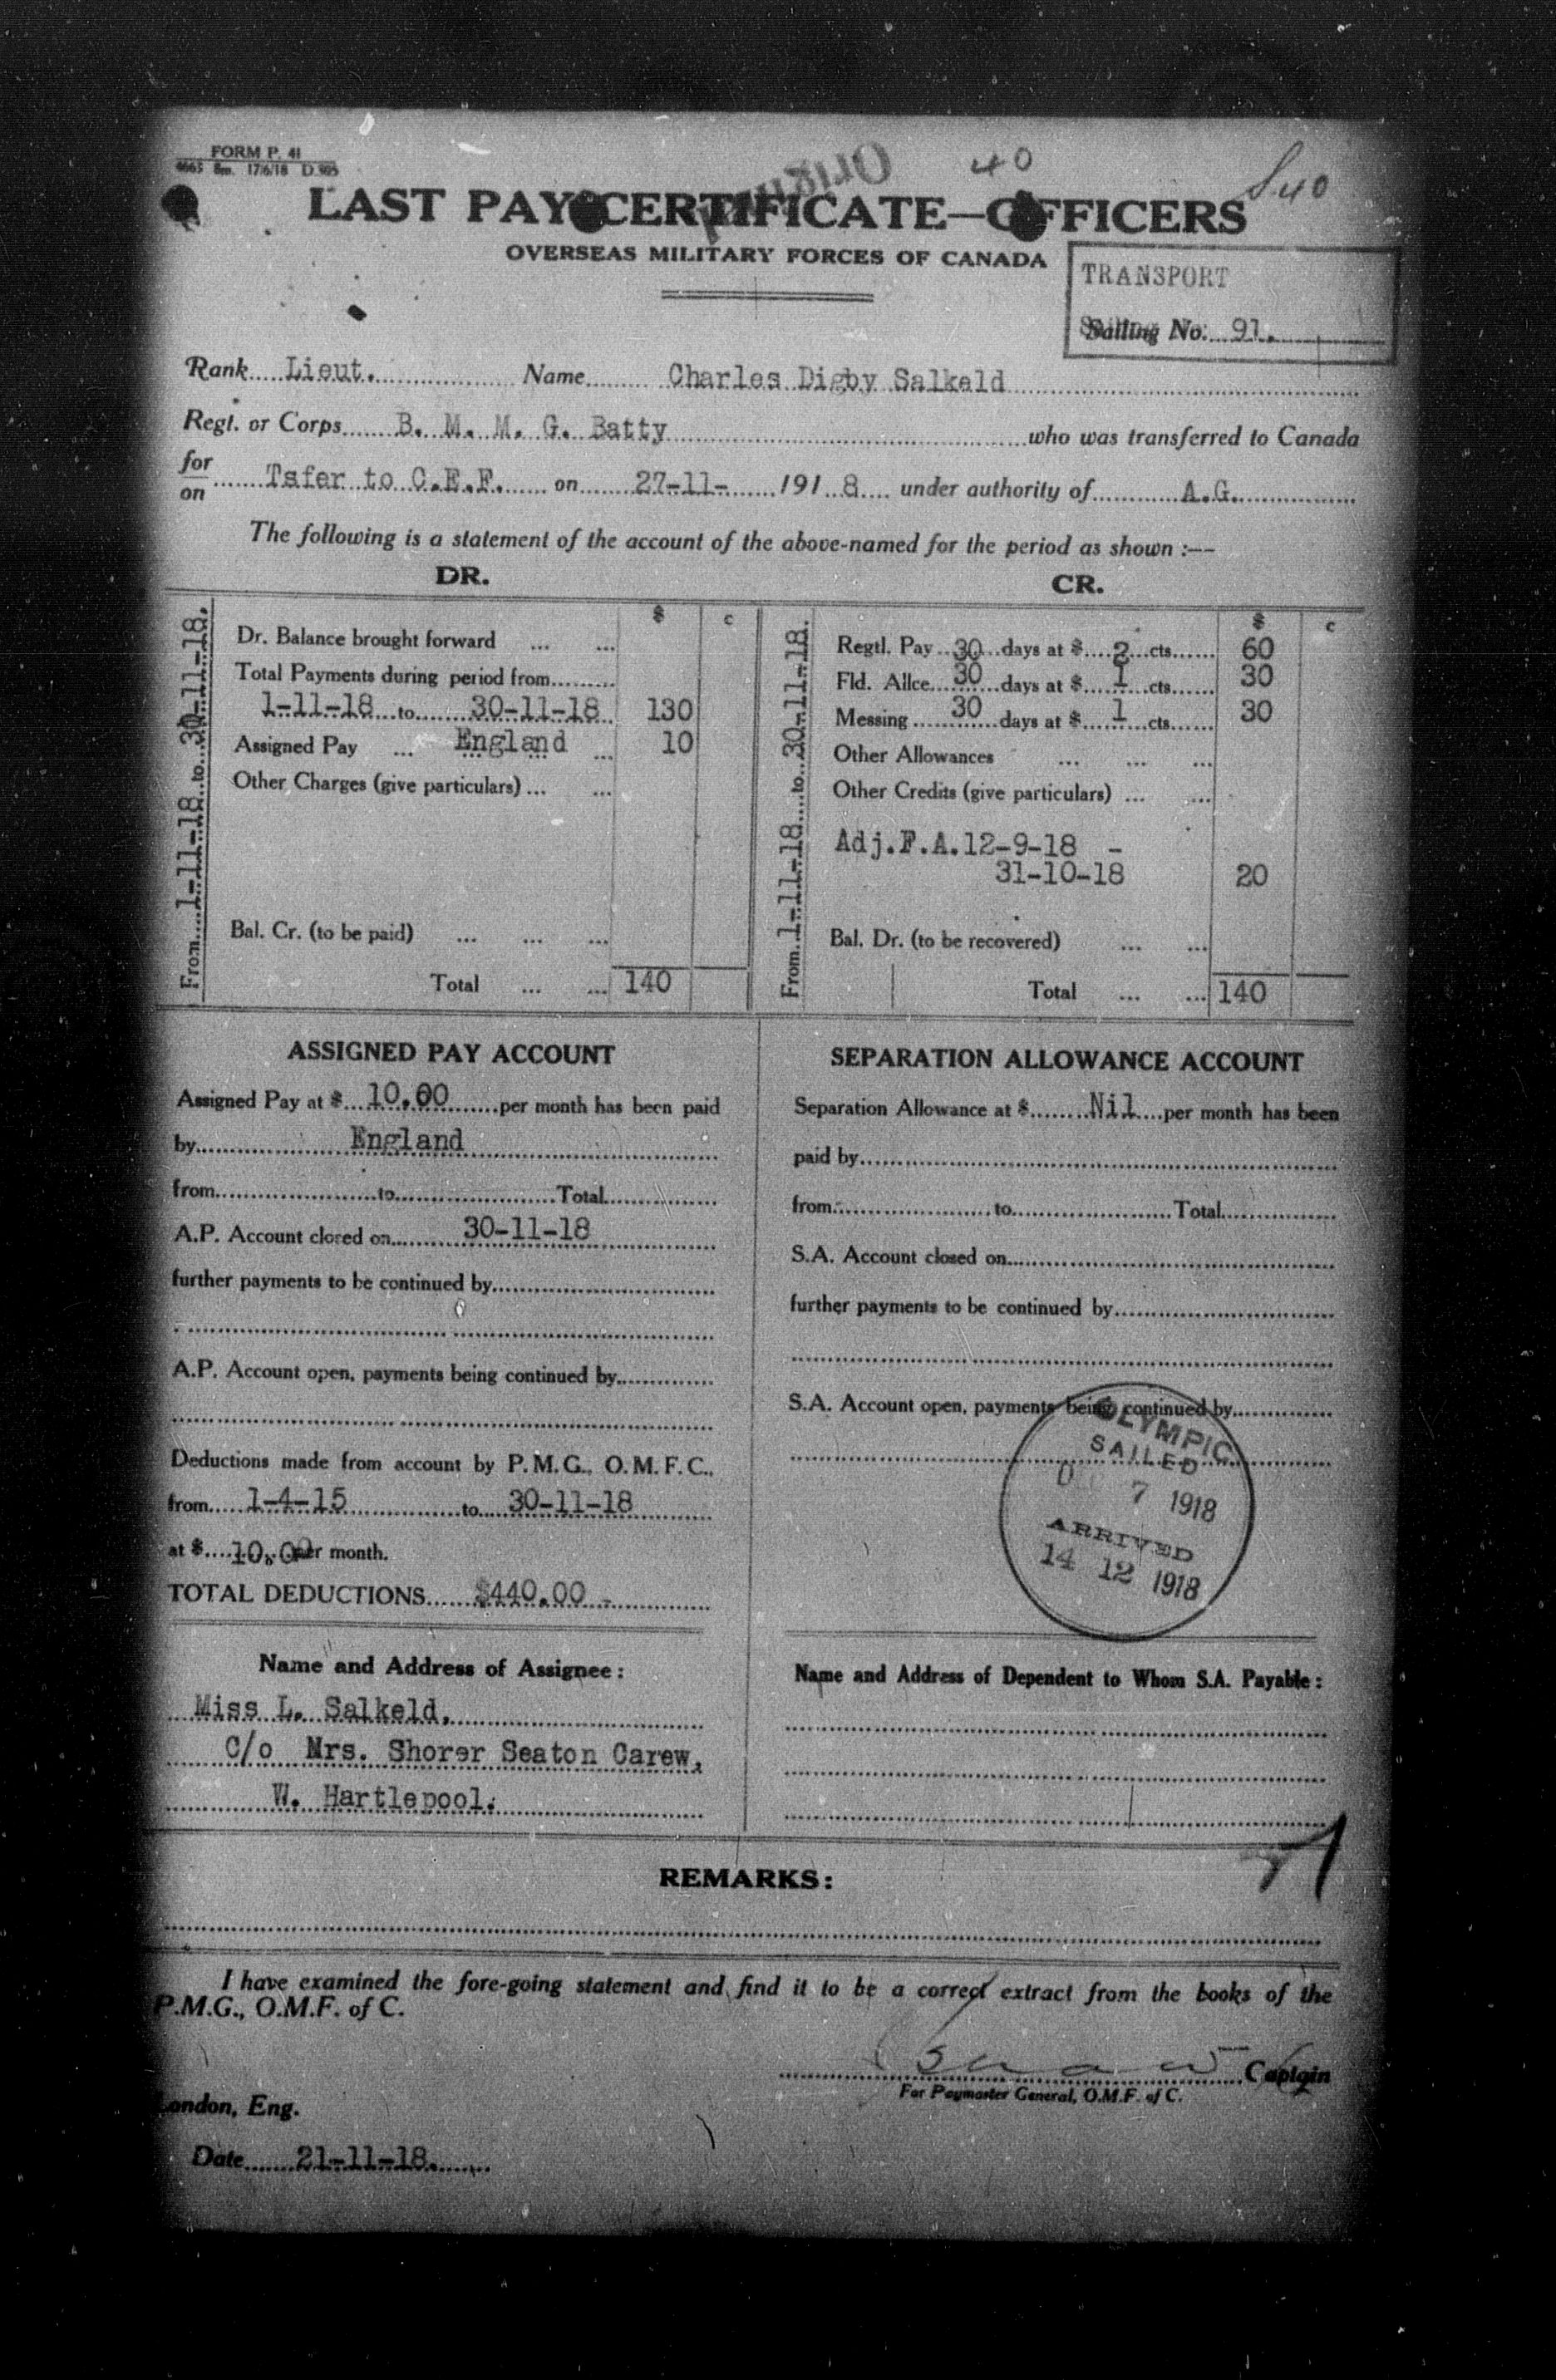 FORM P. 41
4665 8m. 17/6/18 D.905
Original
40
840
LAST PAY CERTIFICATE—OFFICERS
OVERSEAS MILITARY FORCES OF CANADA
TRANSPORT
Sailing No. 91.
Rank Lieut. Name Charles Digby Salkeld
Regt. or Corps B. M. M. G. Batty who was transferred to Canada
for
on Tsfer to C.E.F. on 27-11- 191 8 under authority of A.G.
The following is a statement of the account of the above-named for the period as shown :—
DR.
From 1-11-18 to 30-11-18.
$ c
Dr. Balance brought forward ... ...
Total Payments during period from
1-11-18 to 30-11-18 130
Assigned Pay ... England ... 10
Other Charges (give particulars) ... ...
Bal. Cr. (to be paid) ... ... ...
Total ... ... 140
CR.
From 1-11-18 to 30-11-18.
$ c
Regtl. Pay 30 days at $ 2 cts. 60
Fld. Allce. 30 days at $ 1 cts. 30
Messing 30 days at $ 1 cts. 30
Other Allowances ... ... ...
Other Credits (give particulars) ... ...
Adj.F.A.12-9-18 -
31-10-18 20
Bal. Dr. (to be recovered) ... ...
Total ... ... 140
ASSIGNED PAY ACCOUNT
Assigned Pay at $ 10.00 per month has been paid
by England
from to Total
A.P. Account closed on 30-11-18
further payments to be continued by
A.P. Account open, payments being continued by
Deductions made from account by P.M.G., O.M.F.C.,
from 1-4-15 to 30-11-18
at $ 10.00 per month.
TOTAL DEDUCTIONS $440.00 -
Name and Address of Assignee :
Miss L. Salkeld,
C/o Mrs. Shorer Seaton Carew,
W. Hartlepool.
SEPARATION ALLOWANCE ACCOUNT
Separation Allowance at $ Nil per month has been
paid by
from to Total
S.A. Account closed on
further payments to be continued by
S.A. Account open, payments being continued by
OLYMPIC
SAILED
7 1918
ARRIVED
14 12 1918
Name and Address of Dependent to Whom S.A. Payable :
REMARKS:
I have examined the fore-going statement and find it to be a correct extract from the books of the
P.M.G., O.M.F. of C.
Captain
For Paymaster General, O.M.F. of C.
London, Eng.
Date 21-11-18.